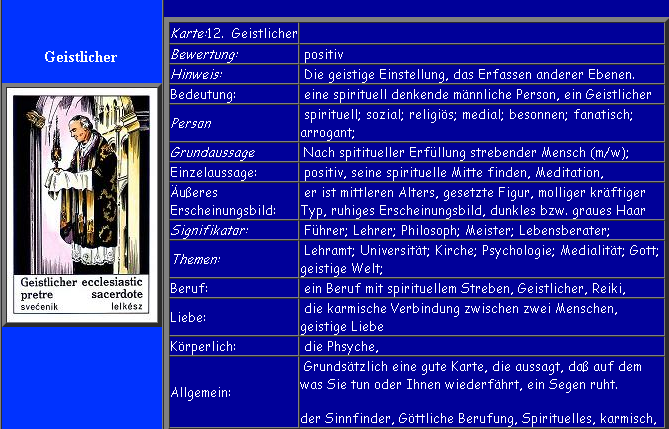 Geistlicher
Geistlicher ecclesiastic
pretre sacerdote
svećenik lelkész
Karte:12. Geistlicher
Bewertung: positiv
Hinweis: Die geistige Einstellung, das Erfassen anderer Ebenen.
Bedeutung: eine spirituell denkende männliche Person, ein Geistlicher
Person spirituell; sozial; religiös; medial; besonnen; fanatisch;
arrogant;
Grundaussage Nach spititueller Erfüllung strebender Mensch (m/w);
Einzelaussage: positiv, seine spirituelle Mitte finden, Meditation,
Äußeres er ist mittleren Alters, gesetzte Figur, molliger kräftiger
Erscheinungsbild: Typ, ruhiges Erscheinungsbild, dunkles bzw. graues Haar
Signifikator: Führer; Lehrer; Philosoph; Meister; Lebensberater;
Themen: Lehramt; Universität; Kirche; Psychologie; Medialität; Gott;
geistige Welt;
Beruf: ein Beruf mit spirituellem Streben, Geistlicher, Reiki,
Liebe: die karmische Verbindung zwischen zwei Menschen,
geistige Liebe
Körperlich: die Phsyche,
Allgemein: Grundsätzlich eine gute Karte, die aussagt, daß auf dem
was Sie tun oder Ihnen wiederfährt, ein Segen ruht.
der Sinnfinder, Göttliche Berufung, Spirituelles, karmisch,